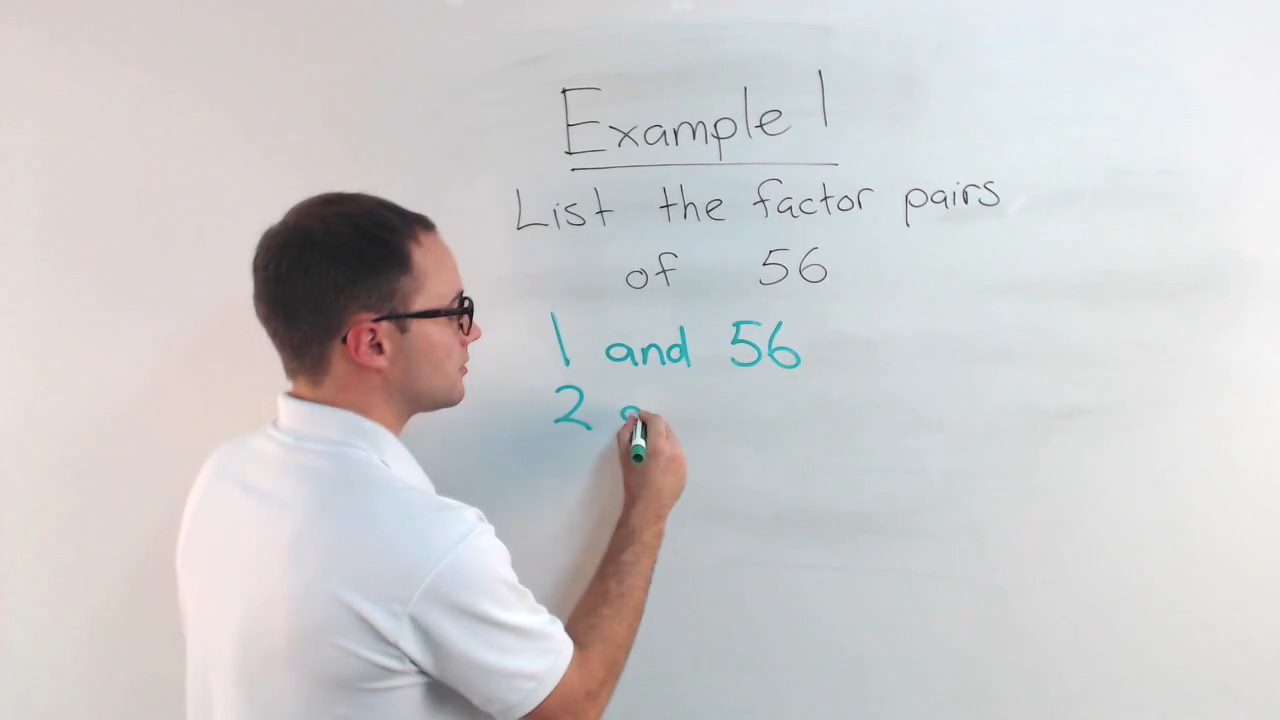 Example 1
List the factor pairs
of 56
1 and 56
2 a